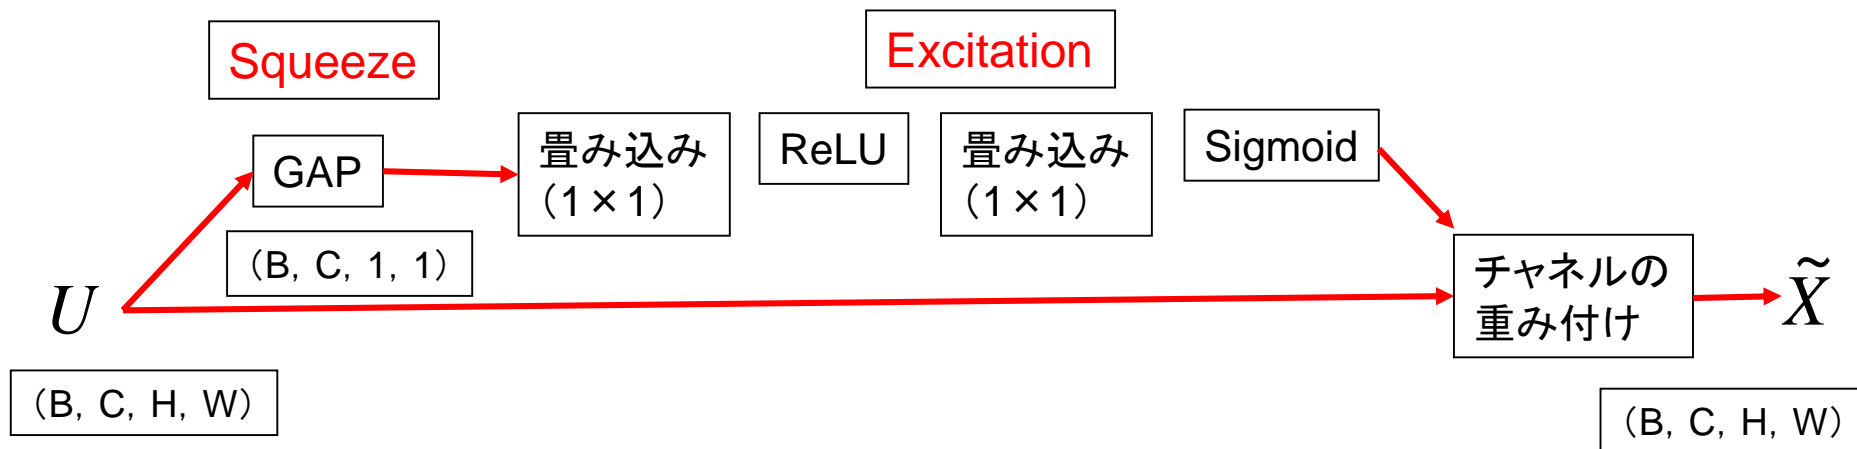 Squeeze
Excitation
GAP
畳み込み
（1×1）
ReLU
畳み込み
（1×1）
Sigmoid
（B, C, 1, 1）
U
チャネルの
重み付け
X̃
（B, C, H, W）
（B, C, H, W）